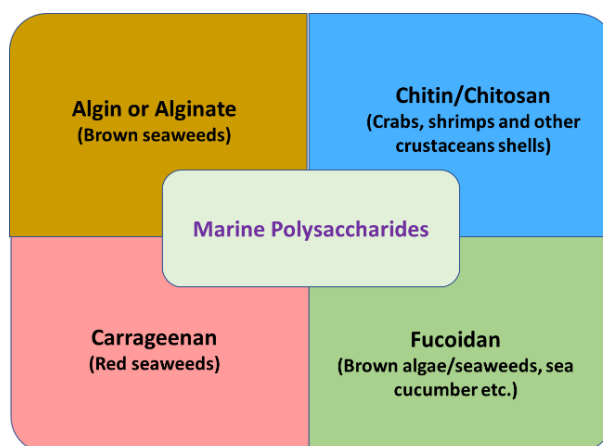 Algin or Alginate
(Brown seaweeds)
Chitin/Chitosan
(Crabs, shrimps and other
crustaceans shells)
Marine Polysaccharides
Carrageenan
(Red seaweeds)
Fucoidan
(Brown algae/seaweeds, sea
cucumber etc.)